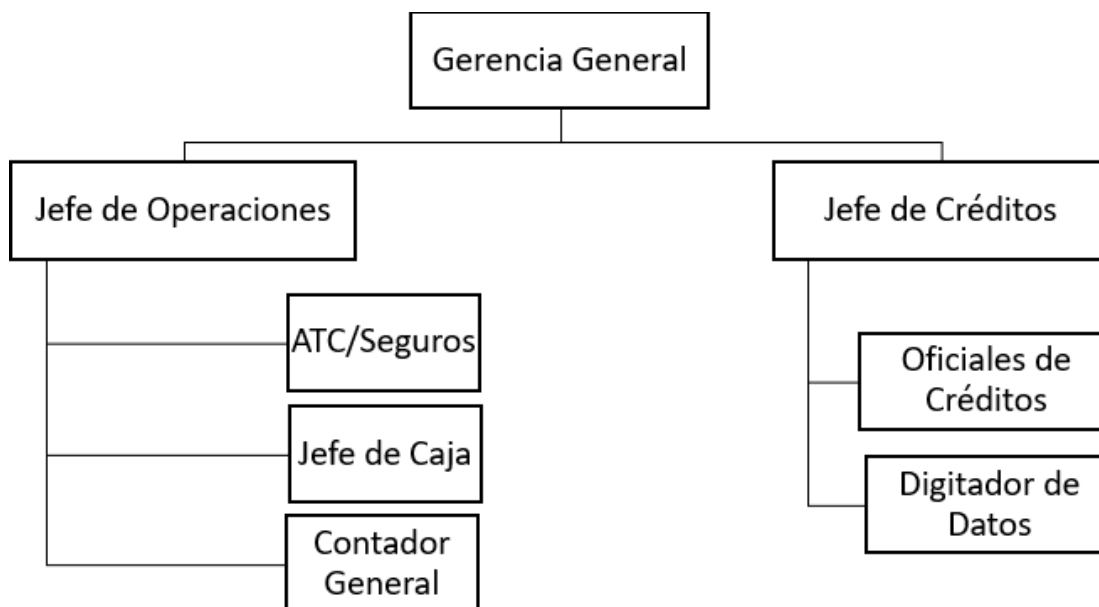 Gerencia General
Jefe de Operaciones
Jefe de Créditos
ATC/Seguros
Jefe de Caja
Contador
General
Oficiales de
Créditos
Digitador de
Datos